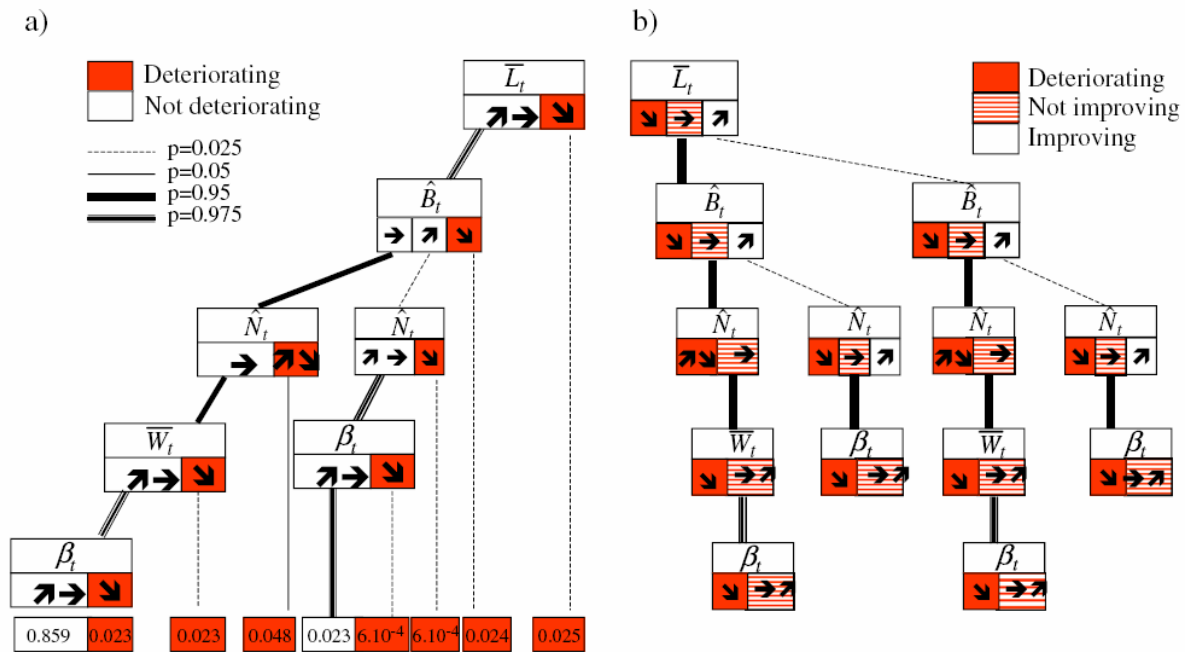 a)
b)
Deteriorating
Not deteriorating
p=0.025
p=0.05
p=0.95
p=0.975
L̅t
B̂t
N̂t
N̂t
W̅t
βt
βt
0.859
0.023
0.023
0.048
0.023
6.10-4
6.10-4
0.024
0.025
Deteriorating
Not improving
Improving
L̅t
B̂t
B̂t
N̂t
N̂t
N̂t
N̂t
W̅t
βt
W̅t
βt
βt
βt